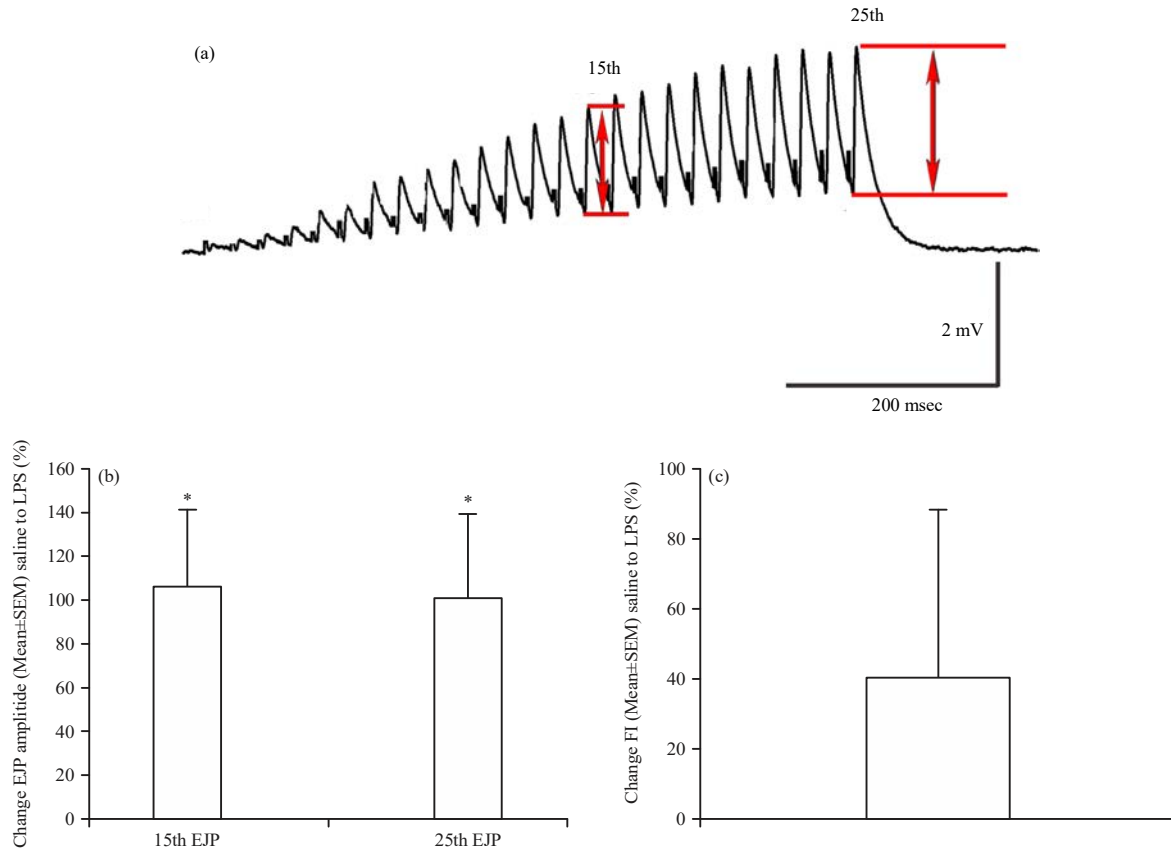 (a)
25th
15th
2 mV
200 msec
(b)
Change EJP amplitide (Mean±SEM) saline to LPS (%)
160
140
120
100
80
60
40
20
0
*
*
15th EJP
25th EJP
(c)
Change FI (Mean±SEM) saline to LPS (%)
100
80
60
40
20
0